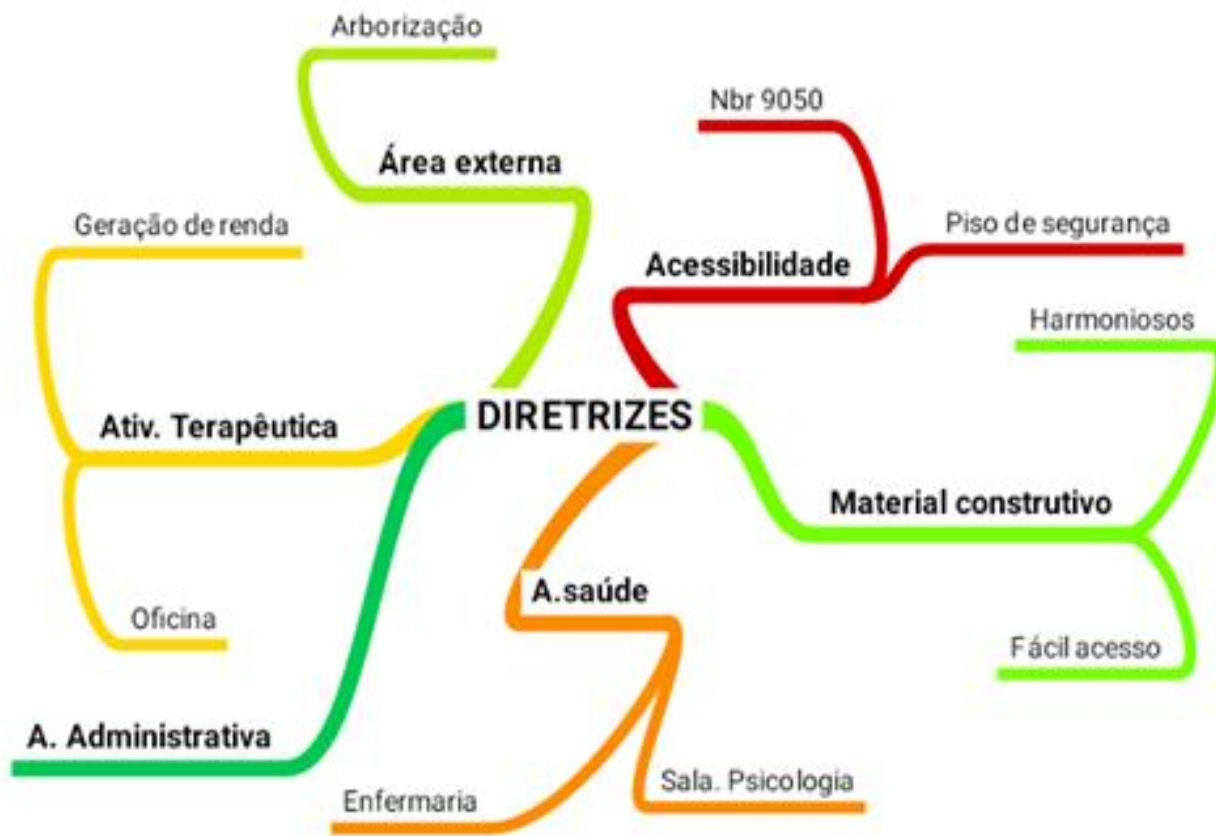 Arborização
Nbr 9050
Área externa
Geração de renda
Piso de segurança
Acessibilidade
Harmoniosos
DIRETRIZES
Ativ. Terapêutica
Material construtivo
A.saúde
Oficina
Fácil acesso
A. Administrativa
Sala. Psicologia
Enfermaria